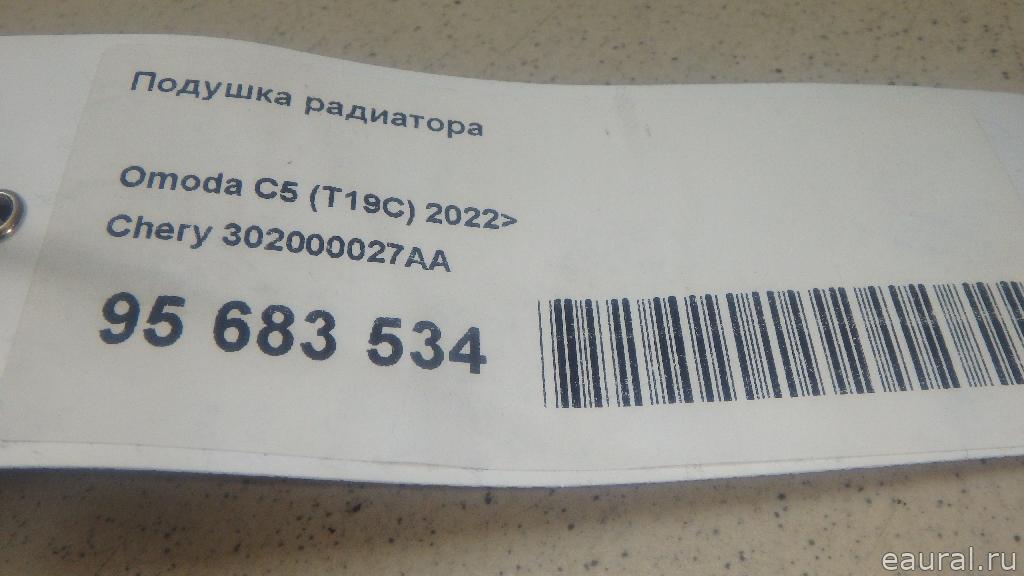 Подушка радиатора
Omoda C5 (T19C) 2022>
Chery 302000027AA
95 683 534
eaural.ru